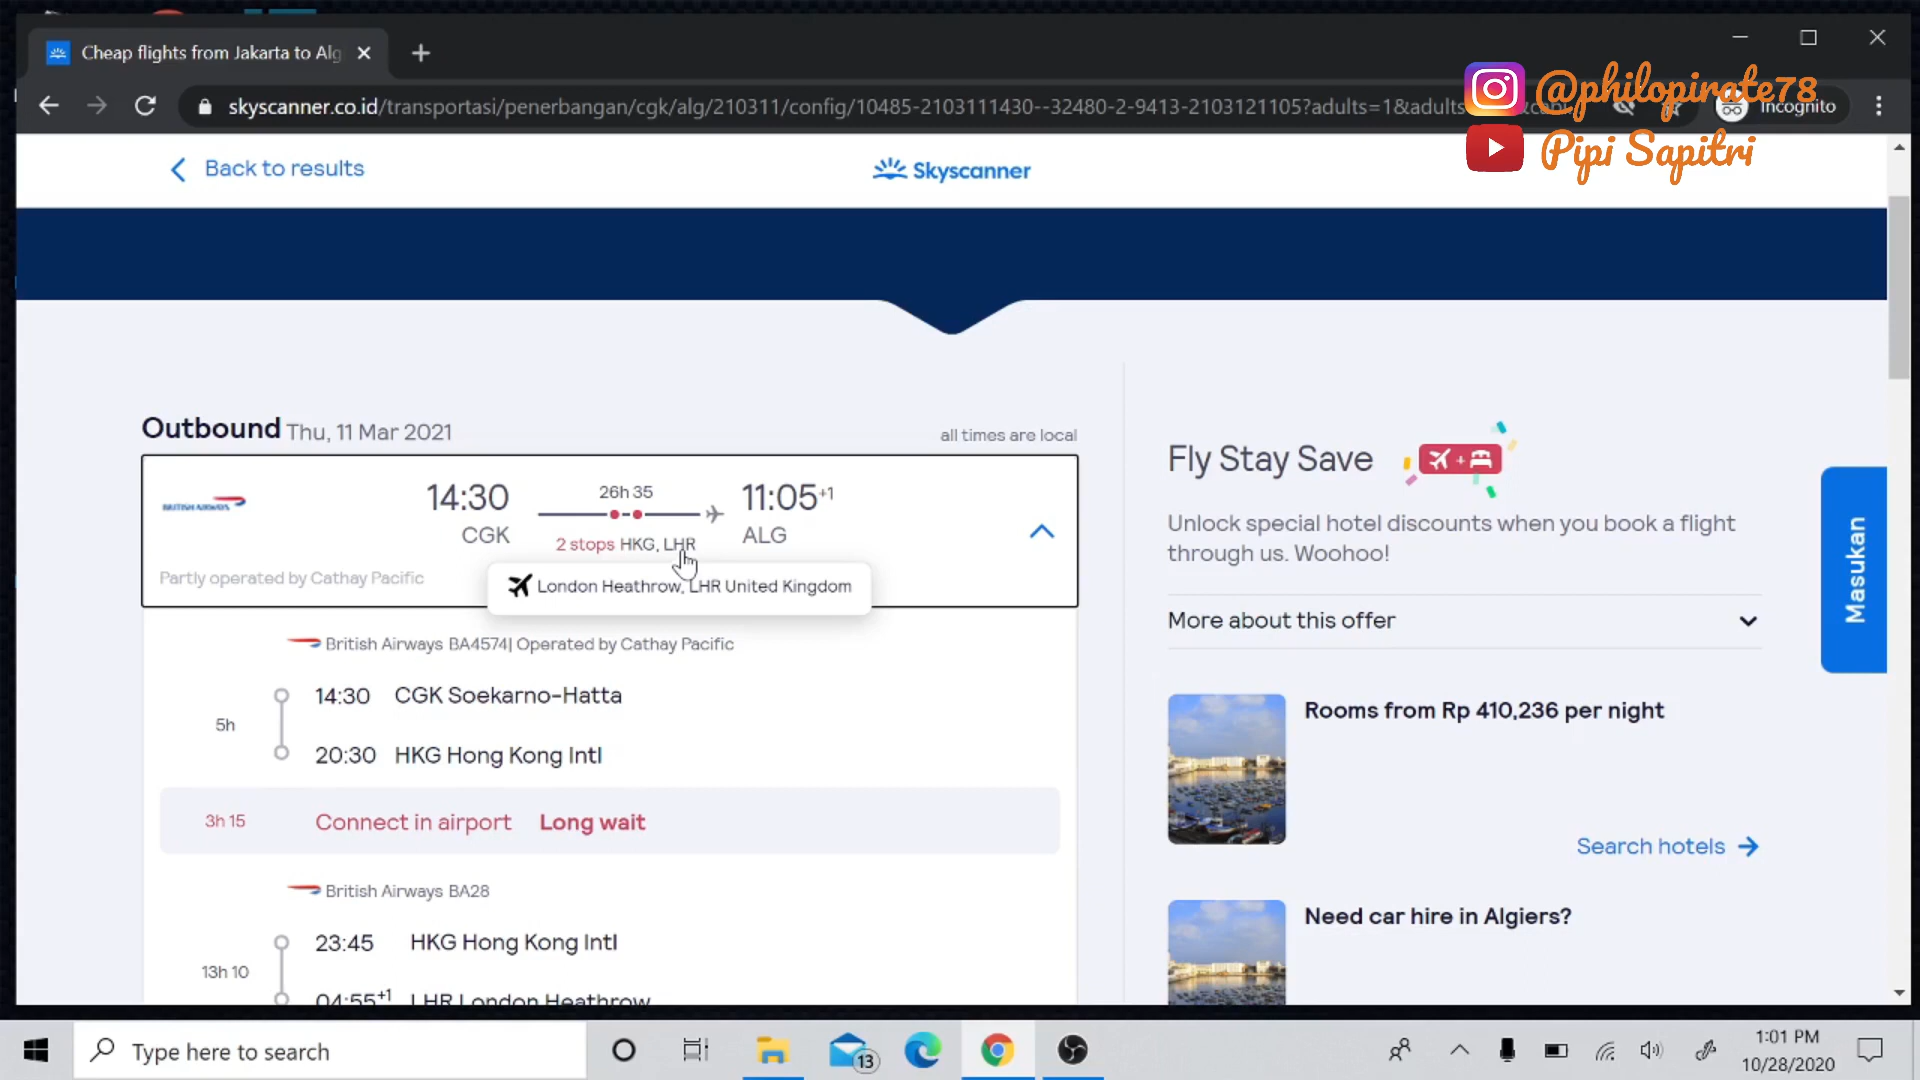 Cheap flights from Jakarta to Alg
skyscanner.co.id/transportasi/penerbangan/cgk/alg/210311/config/10485-2103111430--32480-2-9413-2103121105?adults=1&adults
Incognito
@philopirate78
Pipi Sapitri
Back to results
Skyscanner
Outbound Thu, 11 Mar 2021
all times are local
BRITISH AIRWAYS
14:30
CGK
26h 35
2 stops HKG, LHR
11:05+1
ALG
Partly operated by Cathay Pacific
London Heathrow, LHR United Kingdom
British Airways BA4574| Operated by Cathay Pacific
5h
14:30 CGK Soekarno-Hatta
20:30 HKG Hong Kong Intl
3h 15 Connect in airport Long wait
British Airways BA28
13h 10
23:45 HKG Hong Kong Intl
04:55+1 LHR London Heathrow
Fly Stay Save
Unlock special hotel discounts when you book a flight
through us. Woohoo!
More about this offer
Rooms from Rp 410,236 per night
Search hotels
Need car hire in Algiers?
Masukan
Type here to search
13
1:01 PM
10/28/2020